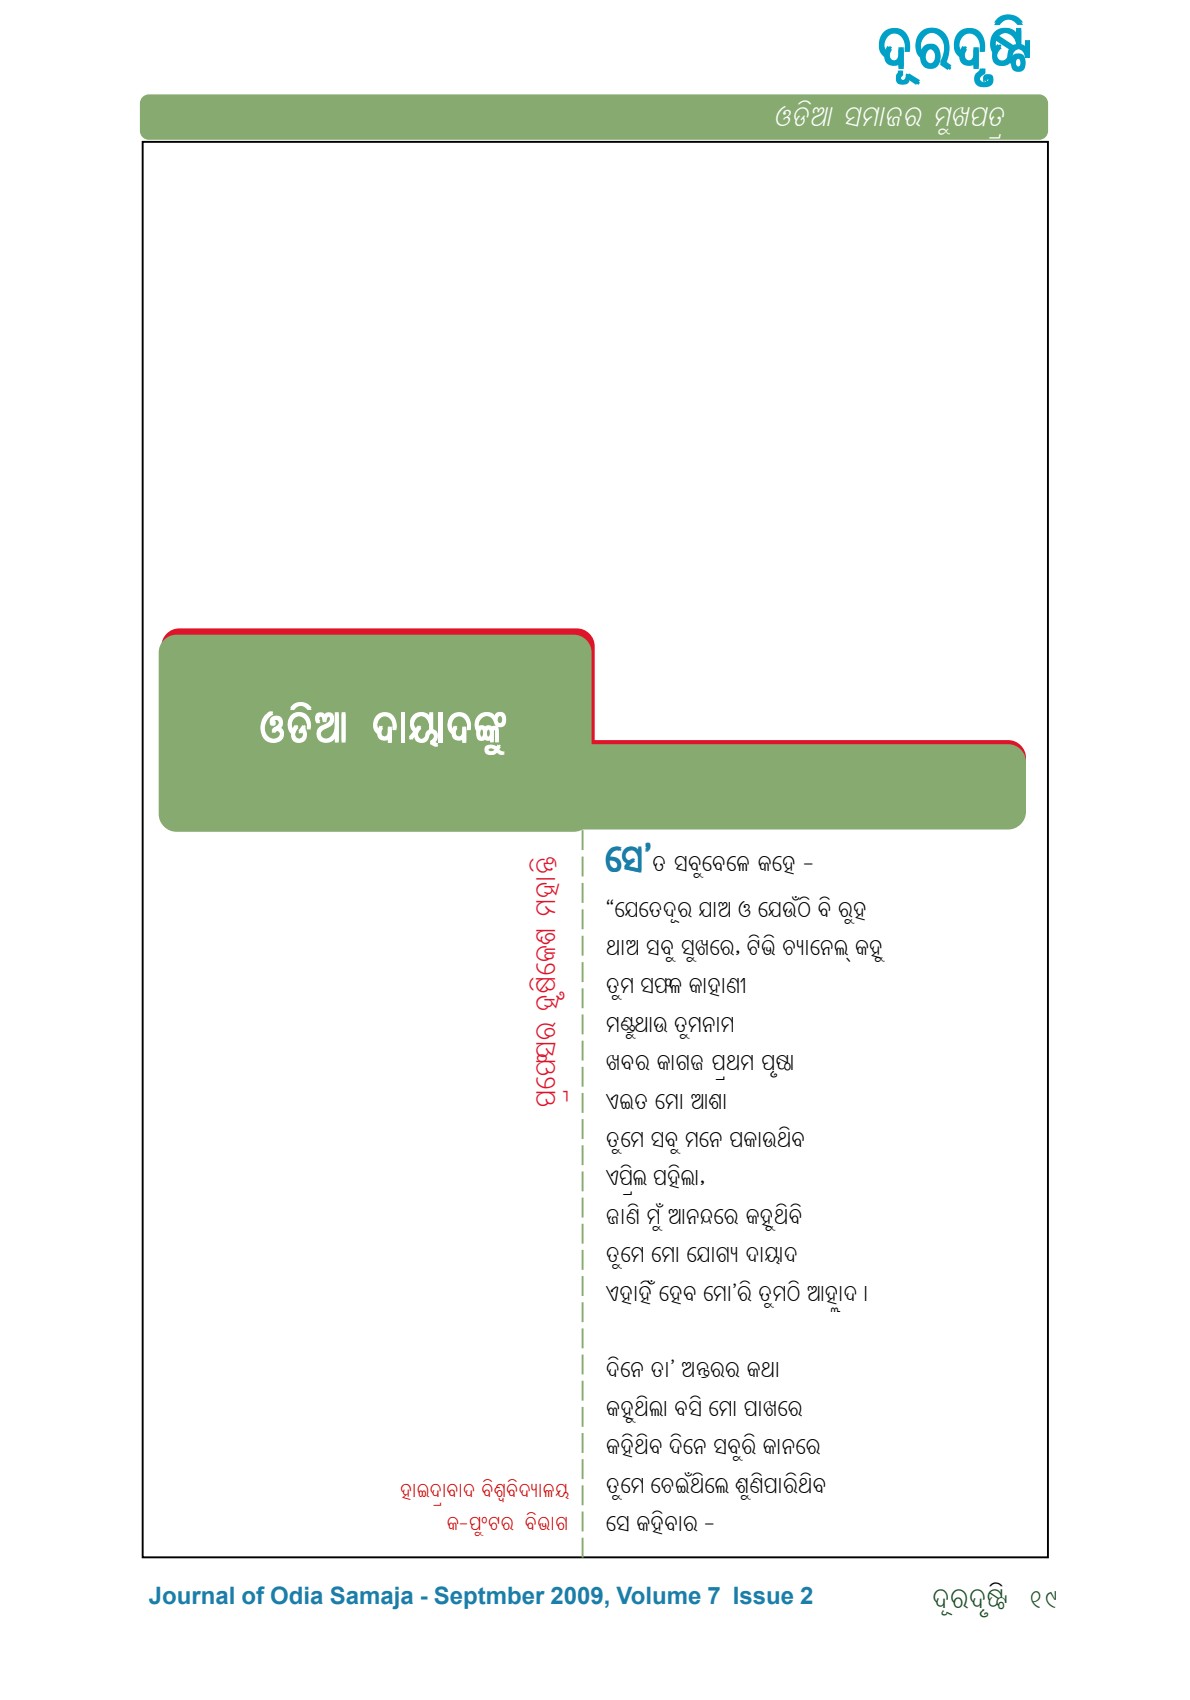 ଦୂରଦୃଷ୍ଟି
ଓଡିଆ ସମାଜର ମୁଖପତ୍ର
ଓଡିଆ ଦାୟାଦଙ୍କୁ
ପ୍ରଫେସର ହୃଷିକେଶ ମହାନ୍ତି
ସେ’ତ ସବୁବେଳେ କହେ –
“ଯେତେଦୂର ଯାଅ ଓ ଯେଉଁଠି ବି ରୁହ
ଥାଅ ସବୁ ସୁଖରେ, ଟିଭି ଚ୍ୟାନେଲ୍ କହୁ
ତୁମ ସଫଳ କାହାଣୀ
ମଣ୍ଡୁଥାଉ ତୁମନାମ
ଖବର କାଗଜ ପ୍ରଥମ ପୃଷ୍ଠା
ଏଇତ ମୋ ଆଶା
ତୁମେ ସବୁ ମନେ ପକାଉଥିବ
ଏପ୍ରିଲ ପହିଲା,
ଜାଣି ମୁଁ ଆନନ୍ଦରେ କହୁଥିବି
ତୁମେ ମୋ ଯୋଗ୍ୟ ଦାୟାଦ
ଏହାହିଁ ହେବ ମୋ’ରି ତୁମଠି ଆହ୍ଲାଦ ।
ଦିନେ ତା’ ଅନ୍ତରର କଥା
କହୁଥିଲା ବସି ମୋ ପାଖରେ
କହିଥିବ ଦିନେ ସବୁରି କାନରେ
ତୁମେ ଚେଇଁଥିଲେ ଶୁଣିପାରିଥିବ
ସେ କହିବାର –
ହାଇଦ୍ରାବାଦ ବିଶ୍ୱବିଦ୍ୟାଳୟ
କ–ପୁଂଟର ବିଭାଗ
Journal of Odia Samaja - Septmber 2009, Volume 7 Issue 2
ଦୂରଦୃଷ୍ଟି ୧୯